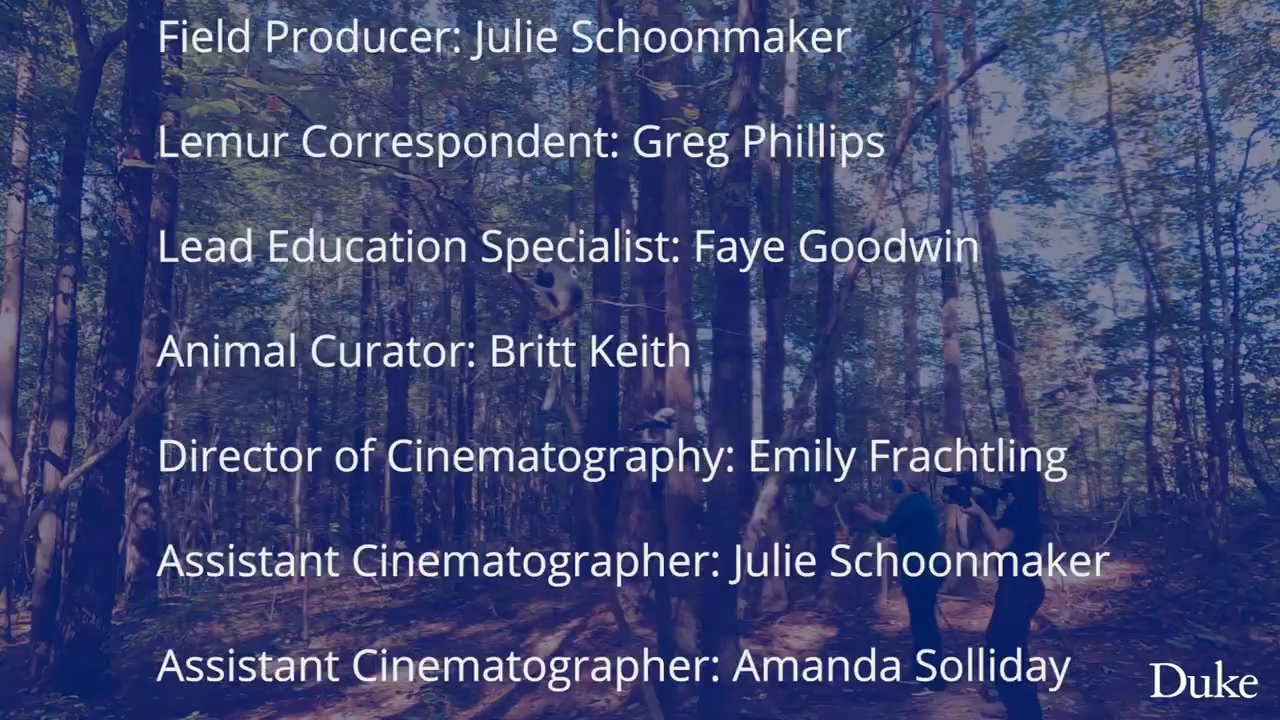 Field Producer: Julie Schoonmaker
Lemur Correspondent: Greg Phillips
Lead Education Specialist: Faye Goodwin
Animal Curator: Britt Keith
Director of Cinematography: Emily Frachtling
Assistant Cinematographer: Julie Schoonmaker
Assistant Cinematographer: Amanda Solliday
Duke